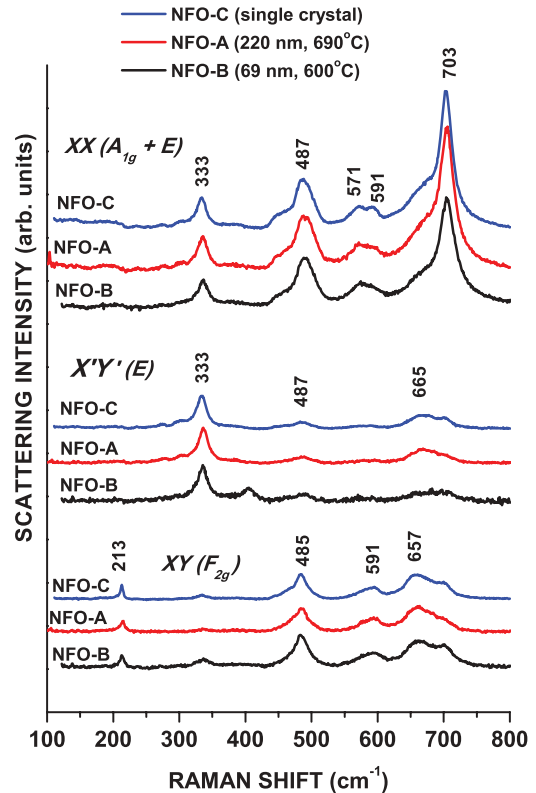 NFO-C (single crystal)
NFO-A (220 nm, 690°C)
NFO-B (69 nm, 600°C)
703
XX (A1g + E)
333
487
571
591
NFO-C
NFO-A
NFO-B
X'Y' (E)
333
487
665
NFO-C
NFO-A
NFO-B
213
XY (F2g)
485
591
657
NFO-C
NFO-A
NFO-B
SCATTERING INTENSITY (arb. units)
100 200 300 400 500 600 700 800
RAMAN SHIFT (cm⁻¹)